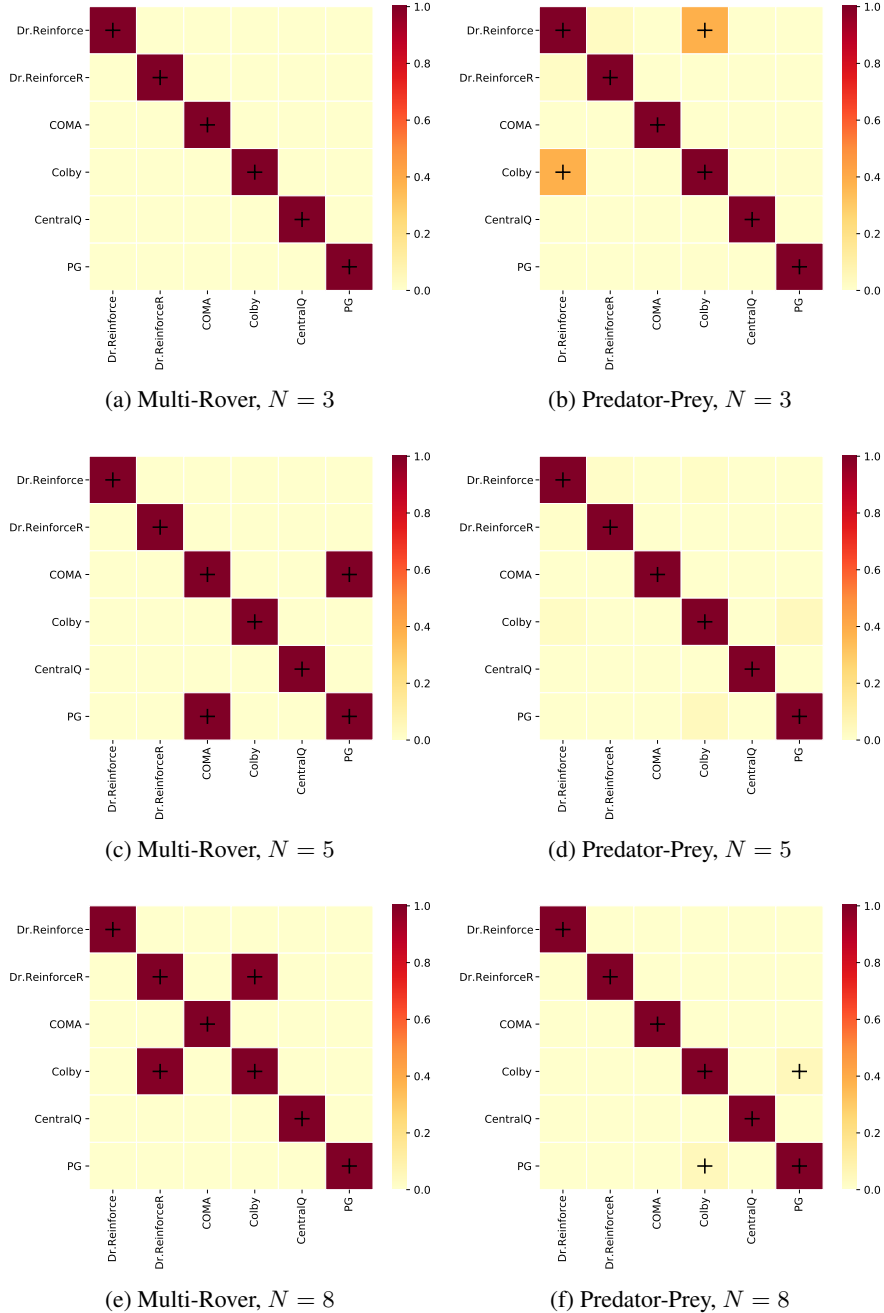 Dr.Reinforce
Dr.ReinforceR
COMA
Colby
CentralQ
PG
Dr.Reinforce
Dr.ReinforceR
COMA
Colby
CentralQ
PG
1.0
0.8
0.6
0.4
0.2
0.0
(a) Multi-Rover, N = 3
Dr.Reinforce
Dr.ReinforceR
COMA
Colby
CentralQ
PG
Dr.Reinforce
Dr.ReinforceR
COMA
Colby
CentralQ
PG
1.0
0.8
0.6
0.4
0.2
0.0
(b) Predator-Prey, N = 3
Dr.Reinforce
Dr.ReinforceR
COMA
Colby
CentralQ
PG
Dr.Reinforce
Dr.ReinforceR
COMA
Colby
CentralQ
PG
1.0
0.8
0.6
0.4
0.2
0.0
(c) Multi-Rover, N = 5
Dr.Reinforce
Dr.ReinforceR
COMA
Colby
CentralQ
PG
Dr.Reinforce
Dr.ReinforceR
COMA
Colby
CentralQ
PG
1.0
0.8
0.6
0.4
0.2
0.0
(d) Predator-Prey, N = 5
Dr.Reinforce
Dr.ReinforceR
COMA
Colby
CentralQ
PG
Dr.Reinforce
Dr.ReinforceR
COMA
Colby
CentralQ
PG
1.0
0.8
0.6
0.4
0.2
0.0
(e) Multi-Rover, N = 8
Dr.Reinforce
Dr.ReinforceR
COMA
Colby
CentralQ
PG
Dr.Reinforce
Dr.ReinforceR
COMA
Colby
CentralQ
PG
1.0
0.8
0.6
0.4
0.2
0.0
(f) Predator-Prey, N = 8